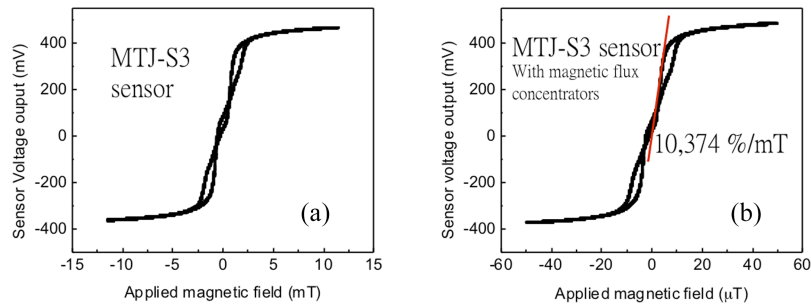 400
200
0
-200
-400
Sensor Voltage ouput (mV)
MTJ-S3
sensor
(a)
-15 -10 -5 0 5 10 15
Applied magnetic field (mT)
400
200
0
-200
-400
Sensor voltage output (mV)
MTJ-S3 sensor
With magnetic flux
concentrators
10,374 %/mT
(b)
-60 -40 -20 0 20 40 60
Applied magnetic field (μT)